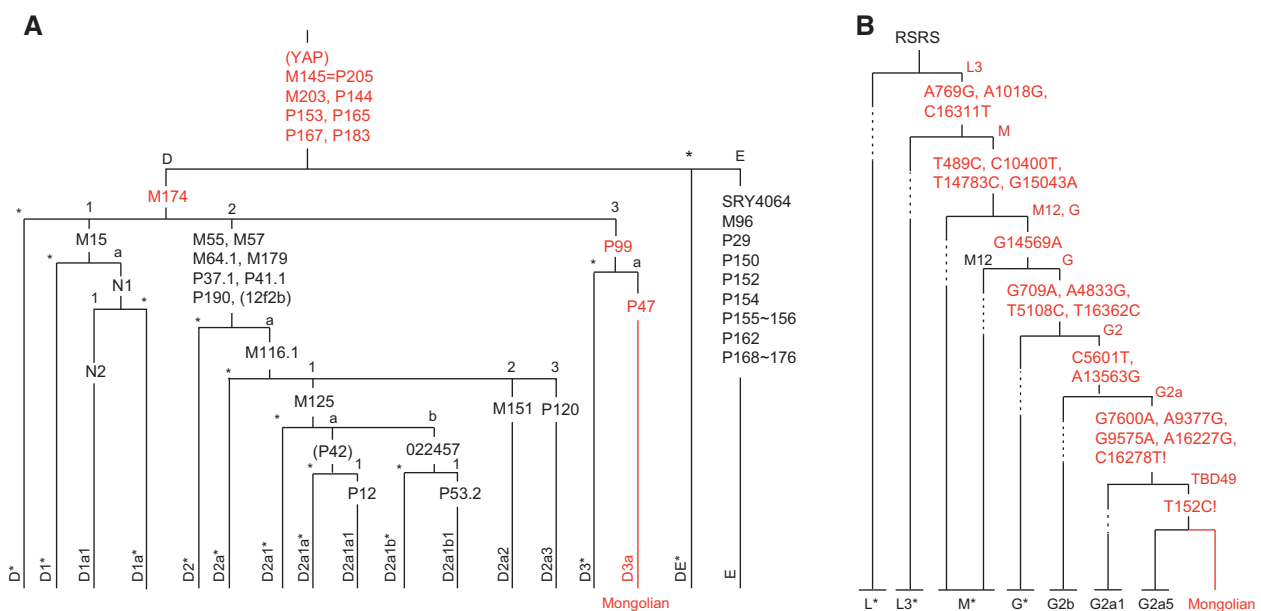 A
(YAP)
M145=P205
M203, P144
P153, P165
P167, P183
D
*
E
M174
SRY4064
M96
P29
P150
P152
P154
P155~156
P162
P168~176
*
1
2
3
M15
M55, M57
M64.1, M179
P37.1, P41.1
P190, (12f2b)
P99
*
a
N1
*
a
P47
1
*
N2
*
a
M116.1
*
1
2
3
M125
M151
P120
*
a
b
(P42)
022457
*
1
*
1
P12
P53.2
D*
D1*
D1a1
D1a*
D2*
D2a*
D2a1*
D2a1a*
D2a1a1
D2a1b*
D2a1b1
D2a2
D2a3
D3*
D3a
DE*
E
Mongolian
B
RSRS
L3
A769G, A1018G,
C16311T
M
T489C, C10400T,
T14783C, G15043A
M12, G
G14569A
M12
G
G709A, A4833G,
T5108C, T16362C
G2
C5601T,
A13563G
G2a
G7600A, A9377G,
G9575A, A16227G,
C16278T!
TBD49
T152C!
L*
L3*
M*
G*
G2b
G2a1
G2a5
Mongolian